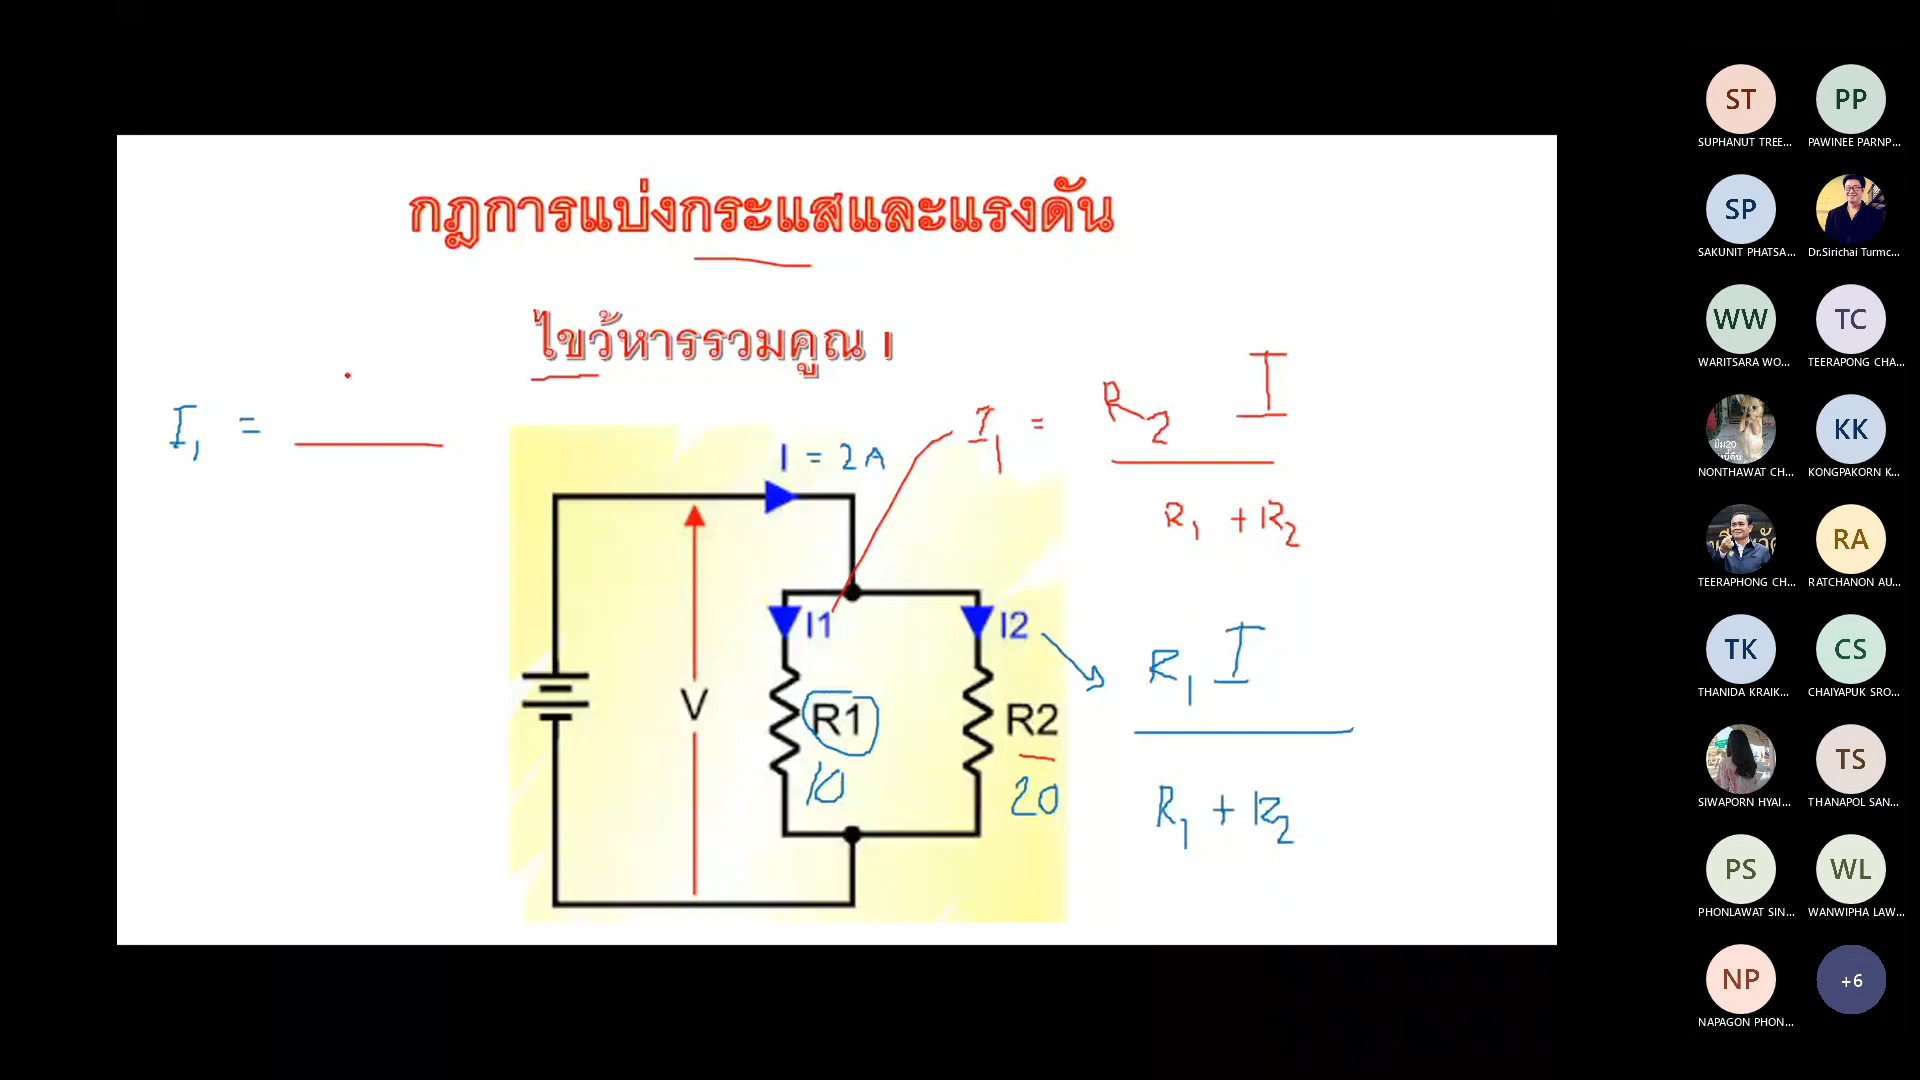 กฎการแบ่งกระแสและแรงดัน
ไขว้หารรวมคูณ I
I1 =
I = 2A
I1 = R2 I
R1 + R2
I1
I2
R1 I
V
R1
R2
10
20
R1 + R2
ST
PP
SUPHANUT TREE...
PAWINEE PARNP...
SP
SAKUNIT PHATSA...
Dr.Sirichai Turmc...
WW
TC
WARITSARA WO...
TEERAPONG CHA...
KK
NONTHAWAT CH...
KONGPAKORN K...
RA
TEERAPHONG CH...
RATCHANON AU...
TK
CS
THANIDA KRAIK...
CHAIYAPUK SRO...
TS
SIWAPORN HYAI...
THANAPOL SAN...
PS
WL
PHONLAWAT SIN...
WANWIPHA LAW...
NP
+6
NAPAGON PHON...